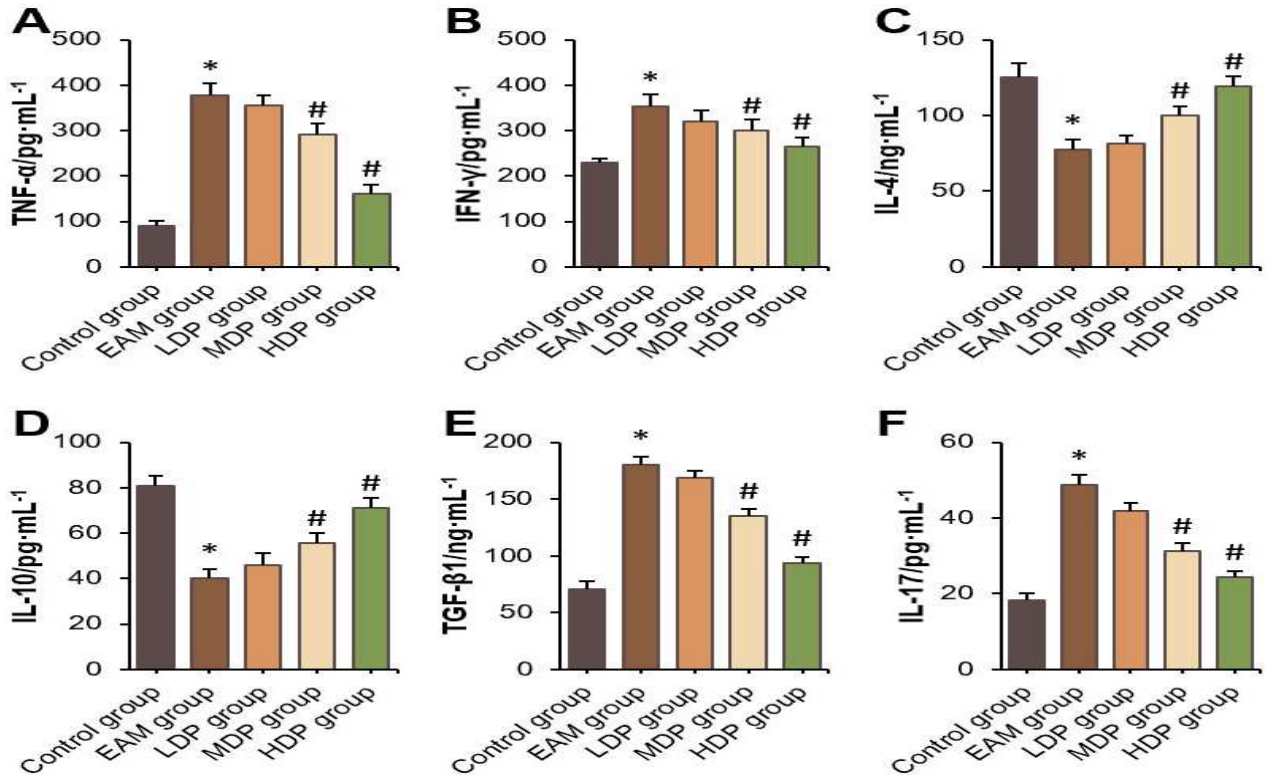 A
TNF-α/pg·mL-1
500
400
300
200
100
0
*
#
#
Control group
EAM group
LDP group
MDP group
HDP group
B
IFN-γ/pg·mL-1
500
400
300
200
100
0
*
#
#
Control group
EAM group
LDP group
MDP group
HDP group
C
IL-4/ng·mL-1
150
100
50
0
*
#
#
Control group
EAM group
LDP group
MDP group
HDP group
D
IL-10/pg·mL-1
100
80
60
40
20
0
*
#
#
Control group
EAM group
LDP group
MDP group
HDP group
E
TGF-β1/ng·mL-1
200
150
100
50
0
*
#
#
Control group
EAM group
LDP group
MDP group
HDP group
F
IL-17/pg·mL-1
60
40
20
0
*
#
#
Control group
EAM group
LDP group
MDP group
HDP group